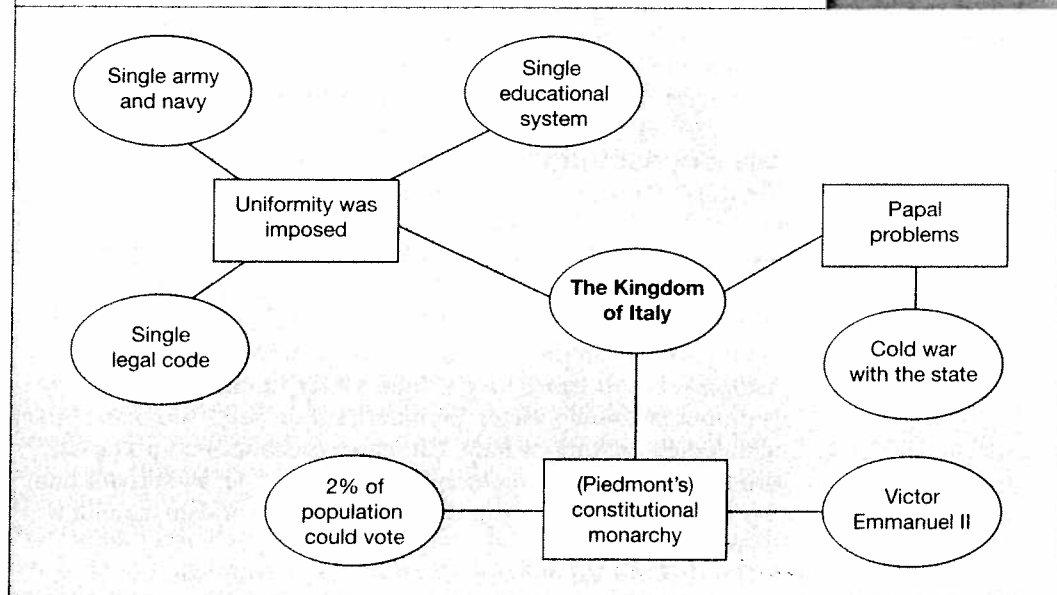 Single army
and navy
Single
educational
system
Uniformity was
imposed
Papal
problems
The Kingdom
of Italy
Single
legal code
Cold war
with the state
2% of
population
could vote
(Piedmont's)
constitutional
monarchy
Victor
Emmanuel II